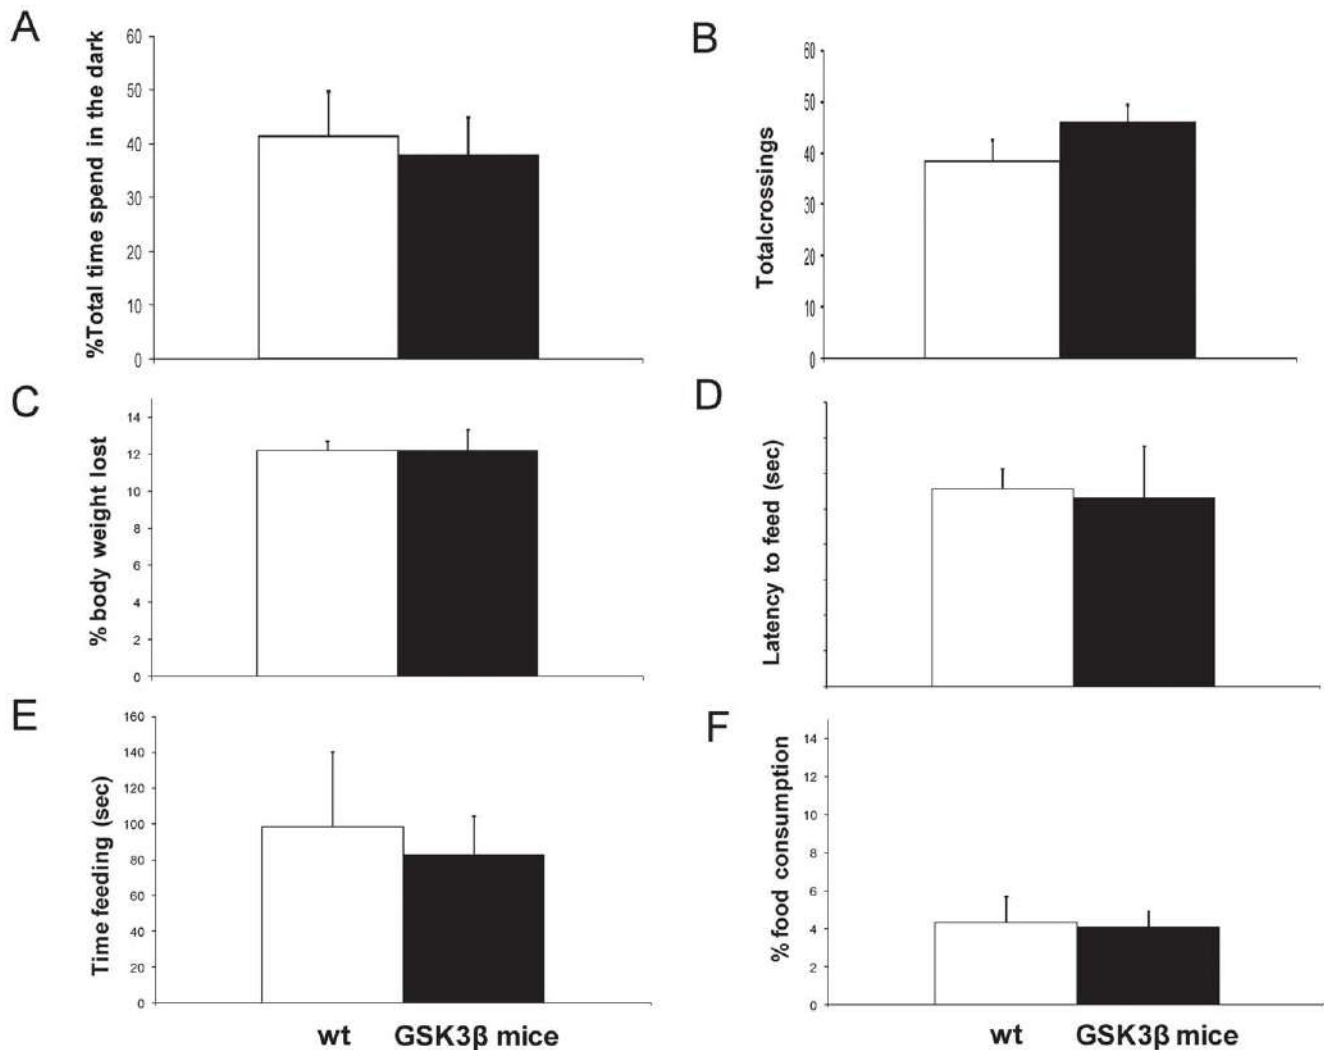 A
%Total time spend in the dark
60
50
40
30
20
10
0
B
Totalcrossings
60
50
40
30
20
10
0
C
% body weight lost
14
12
10
8
6
4
2
0
D
Latency to feed (sec)
E
Time feeding (sec)
160
140
120
100
80
60
40
20
0
wt GSK3β mice
F
% food consumption
14
12
10
8
6
4
2
0
wt GSK3β mice